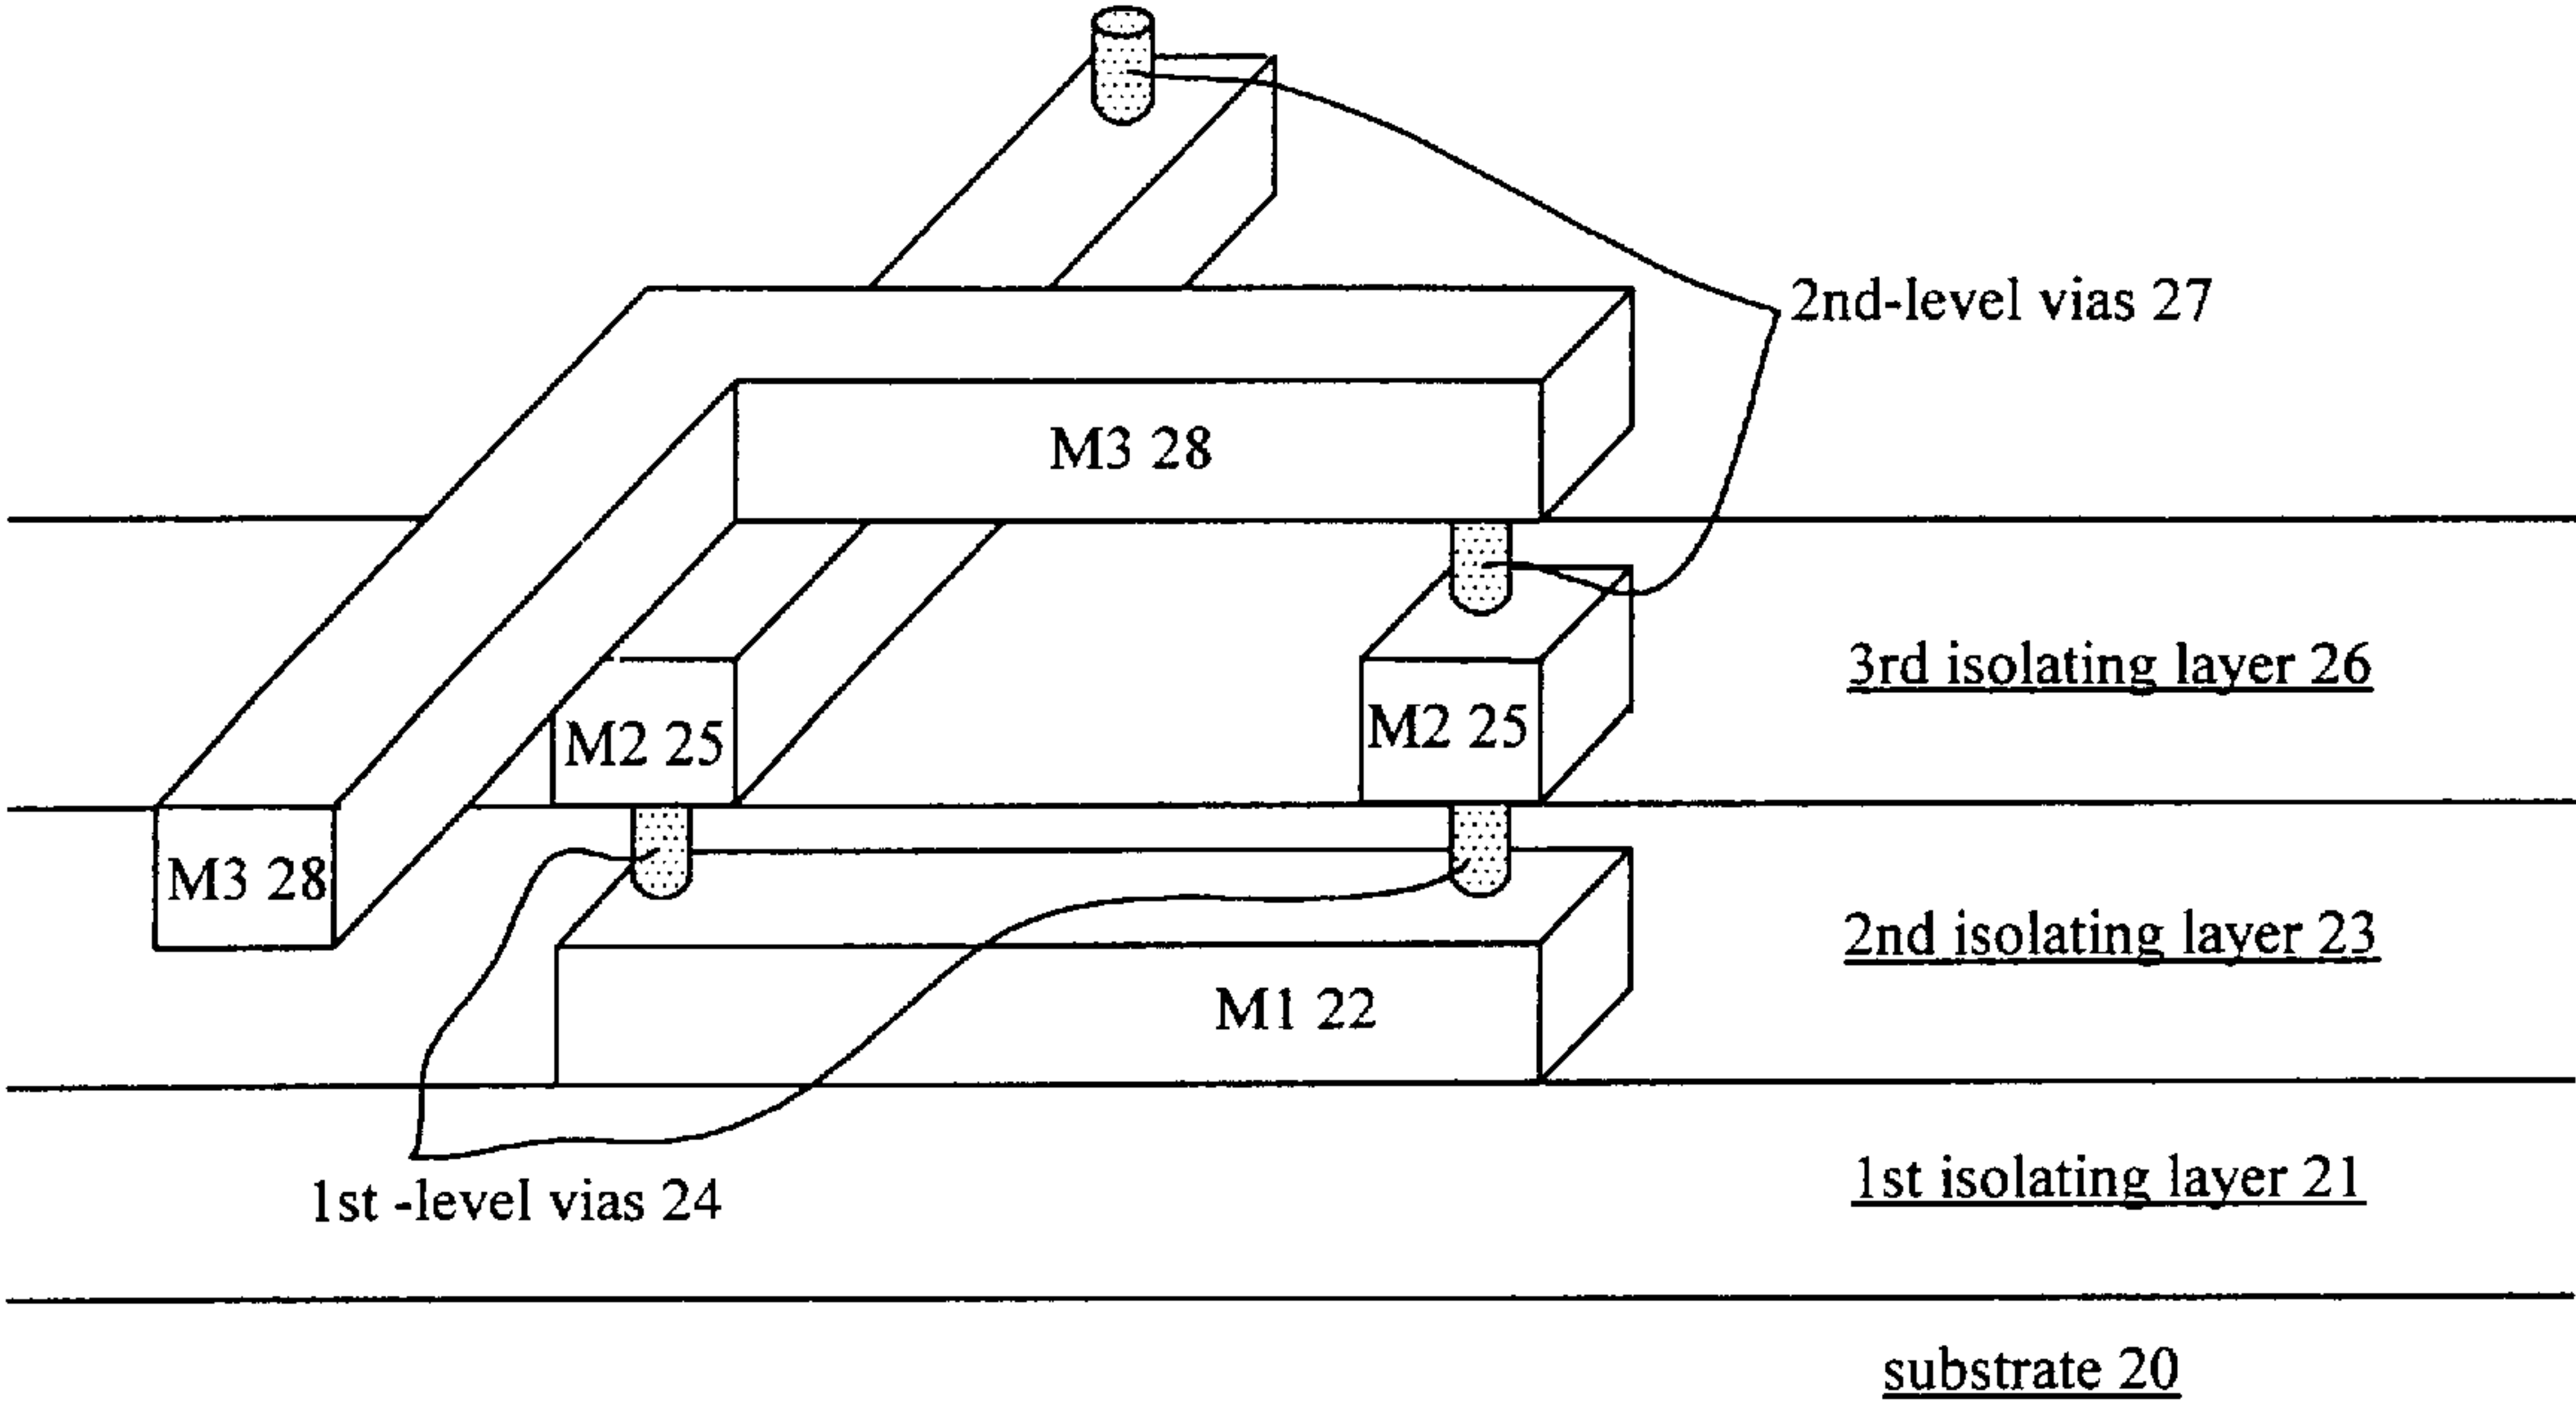 2nd-level vias 27
M3 28
3rd isolating layer 26
M2 25
M2 25
M3 28
2nd isolating layer 23
M1 22
1st isolating layer 21
1st -level vias 24
substrate 20